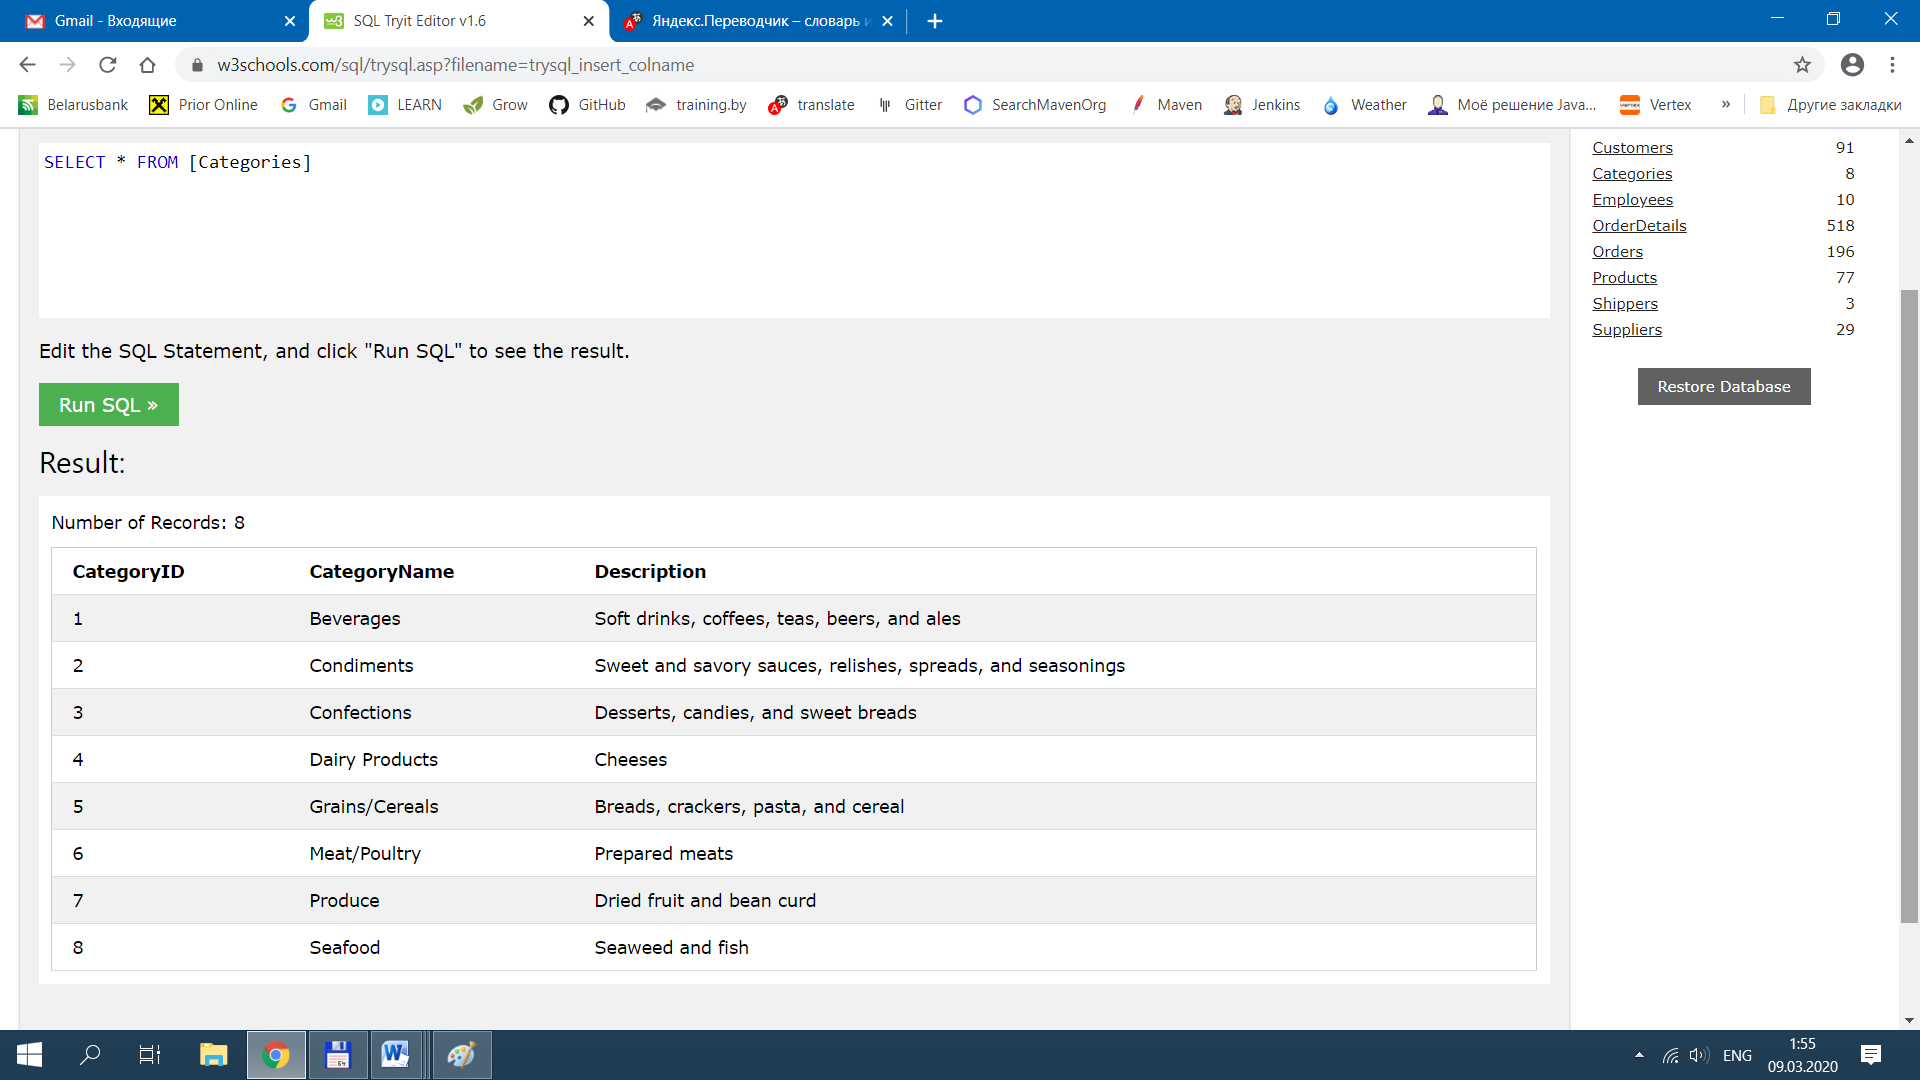 Gmail - Входящие
SQL Tryit Editor v1.6
Яндекс.Переводчик – словарь и
w3schools.com/sql/trysql.asp?filename=trysql_insert_colname
Belarusbank Prior Online Gmail LEARN Grow GitHub training.by translate Gitter SearchMavenOrg Maven Jenkins Weather Моё решение Java... Vertex » Другие закладки
SELECT * FROM [Categories]
Edit the SQL Statement, and click "Run SQL" to see the result.
Run SQL »
Result:
Number of Records: 8
CategoryID CategoryName Description
1 Beverages Soft drinks, coffees, teas, beers, and ales
2 Condiments Sweet and savory sauces, relishes, spreads, and seasonings
3 Confections Desserts, candies, and sweet breads
4 Dairy Products Cheeses
5 Grains/Cereals Breads, crackers, pasta, and cereal
6 Meat/Poultry Prepared meats
7 Produce Dried fruit and bean curd
8 Seafood Seaweed and fish
Customers 91
Categories 8
Employees 10
OrderDetails 518
Orders 196
Products 77
Shippers 3
Suppliers 29
Restore Database
64
ENG
1:55
09.03.2020